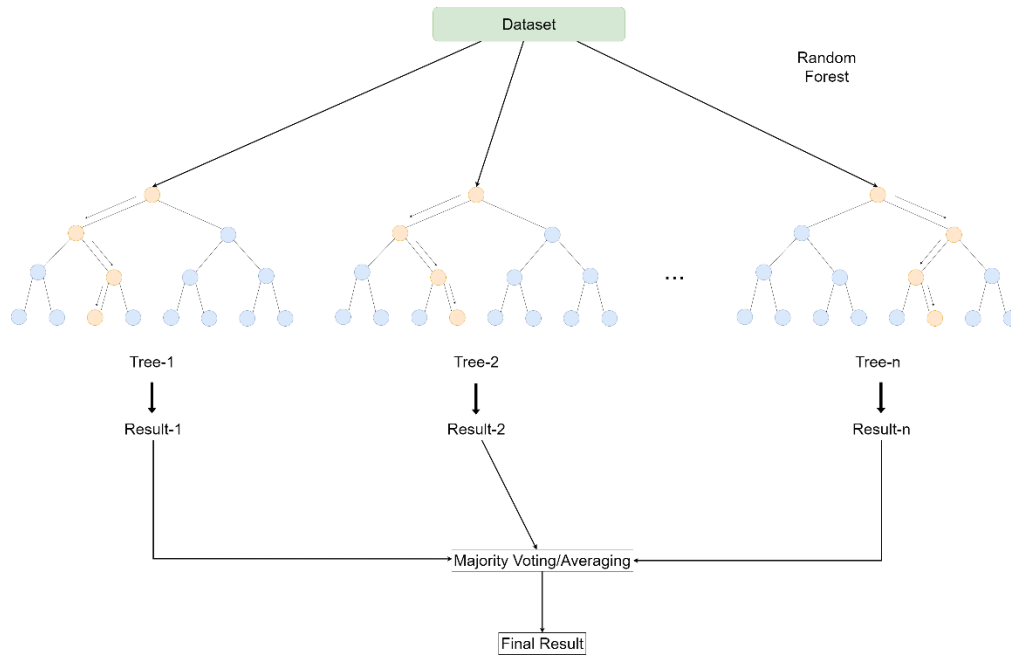 Dataset
Random
Forest
...
Tree-1
Tree-2
Tree-n
Result-1
Result-2
Result-n
Majority Voting/Averaging
Final Result